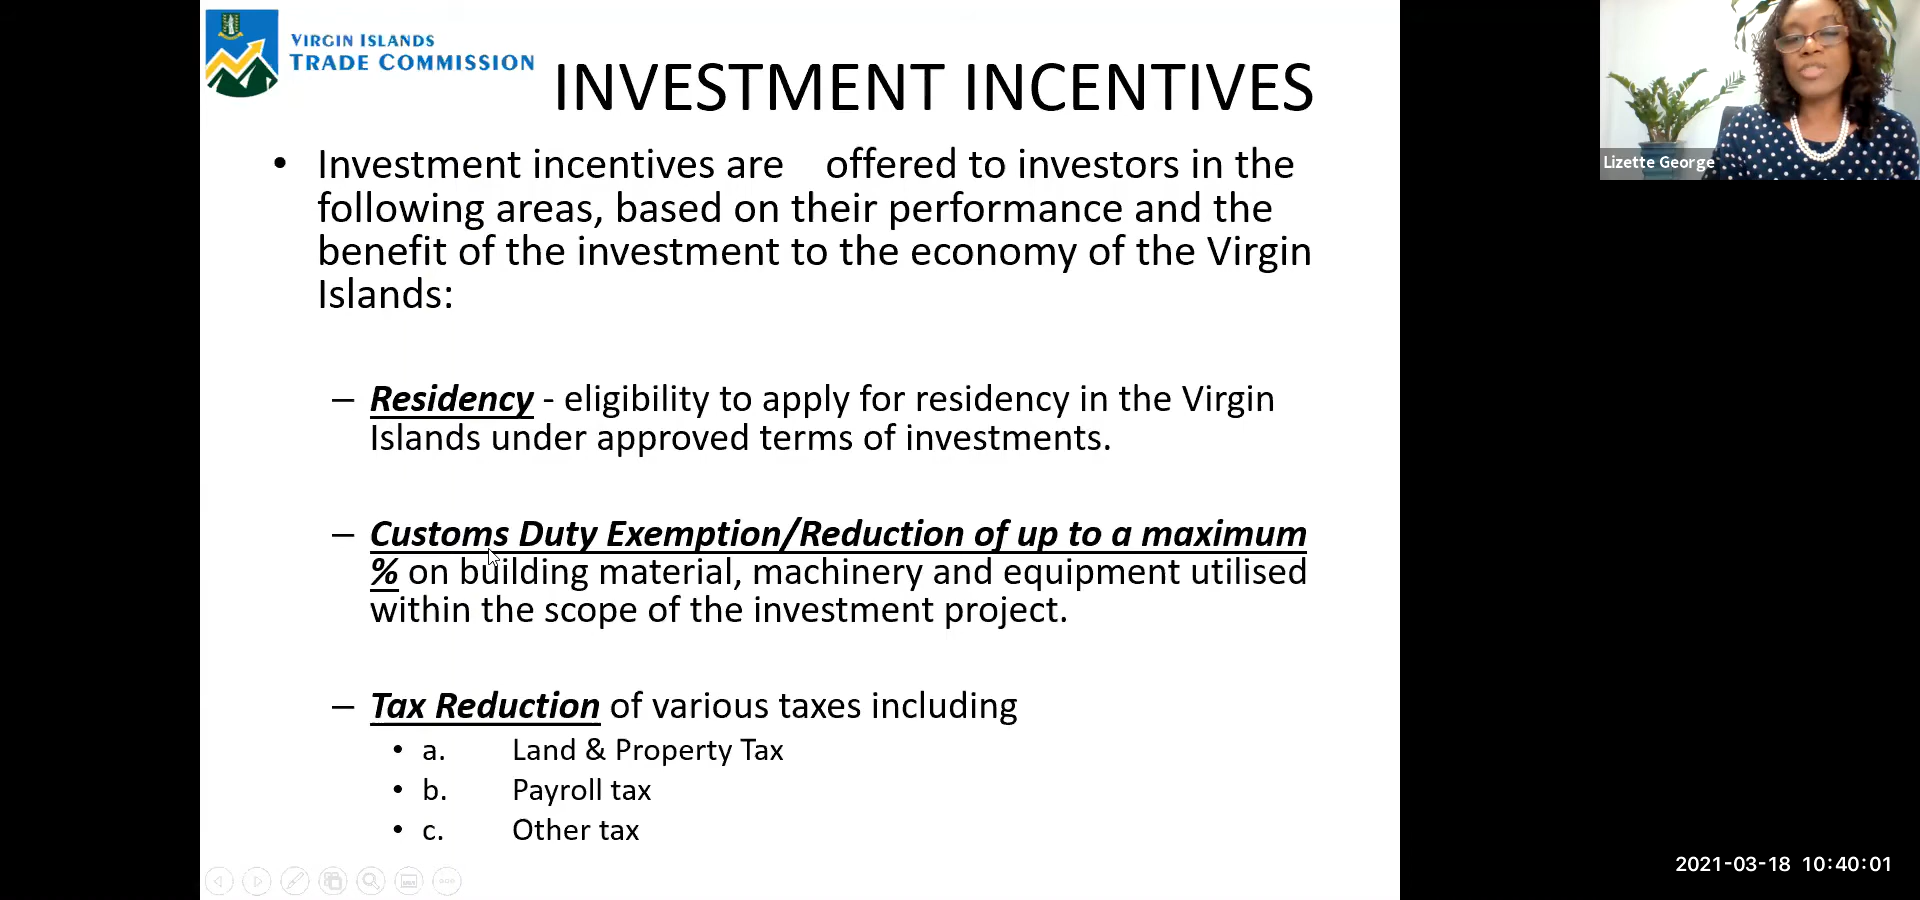 VIRGIN ISLANDS
TRADE COMMISSION
INVESTMENT INCENTIVES
• Investment incentives are offered to investors in the
following areas, based on their performance and the
benefit of the investment to the economy of the Virgin
Islands:
– Residency - eligibility to apply for residency in the Virgin
Islands under approved terms of investments.
– Customs Duty Exemption/Reduction of up to a maximum
% on building material, machinery and equipment utilised
within the scope of the investment project.
– Tax Reduction of various taxes including
• a. Land & Property Tax
• b. Payroll tax
• c. Other tax
Lizette George
2021-03-18 10:40:01